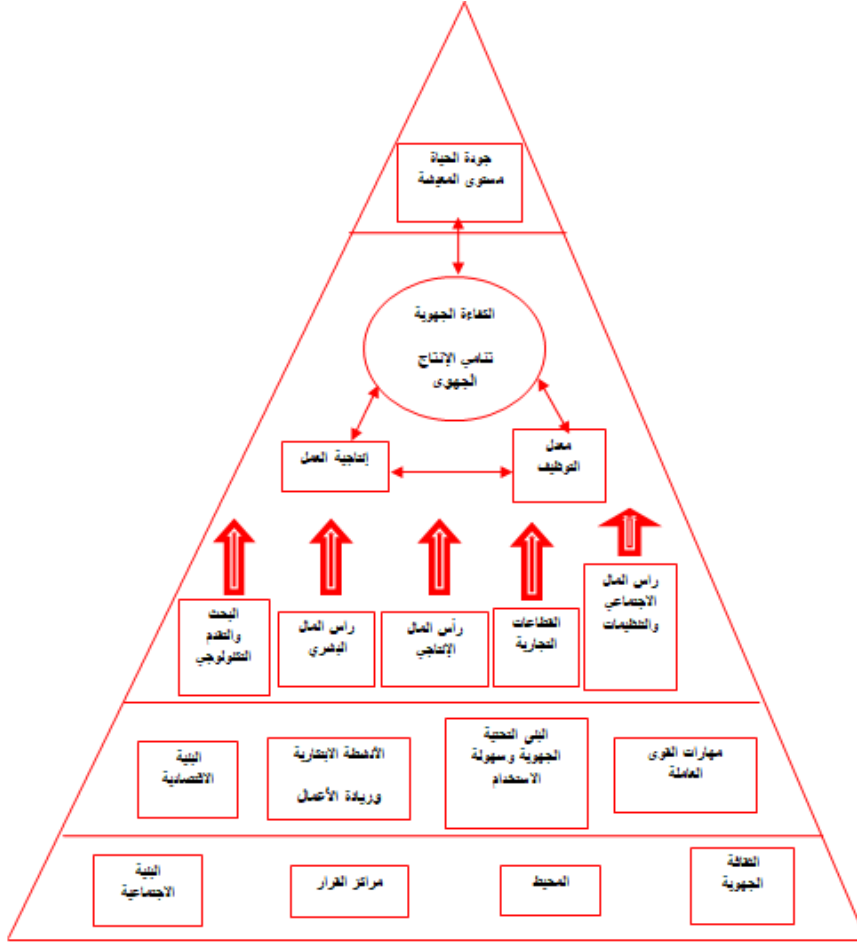 جودة الحياة
مستوى المعيشة
الكفاءة الجهوية
تنامي الإنتاج
الجهوى
معدل
التوظيف
إنتاجية العمل
راس المال
الاجتماعي
والتنظيمات
القطاعات
التجارية
رأس المال
الإنتاجي
راس المال
البشري
البحث
والتقدم
التكنولوجي
مهارات القوى
العاملة
البنى التحتية
الجهوية وسهولة
الاستخدام
الأنشطة الابتكارية
وريادة الأعمال
البنية
الاقتصادية
الثقافة
الجهوية
المحيط
مراكز القرار
البنية
الاجتماعية